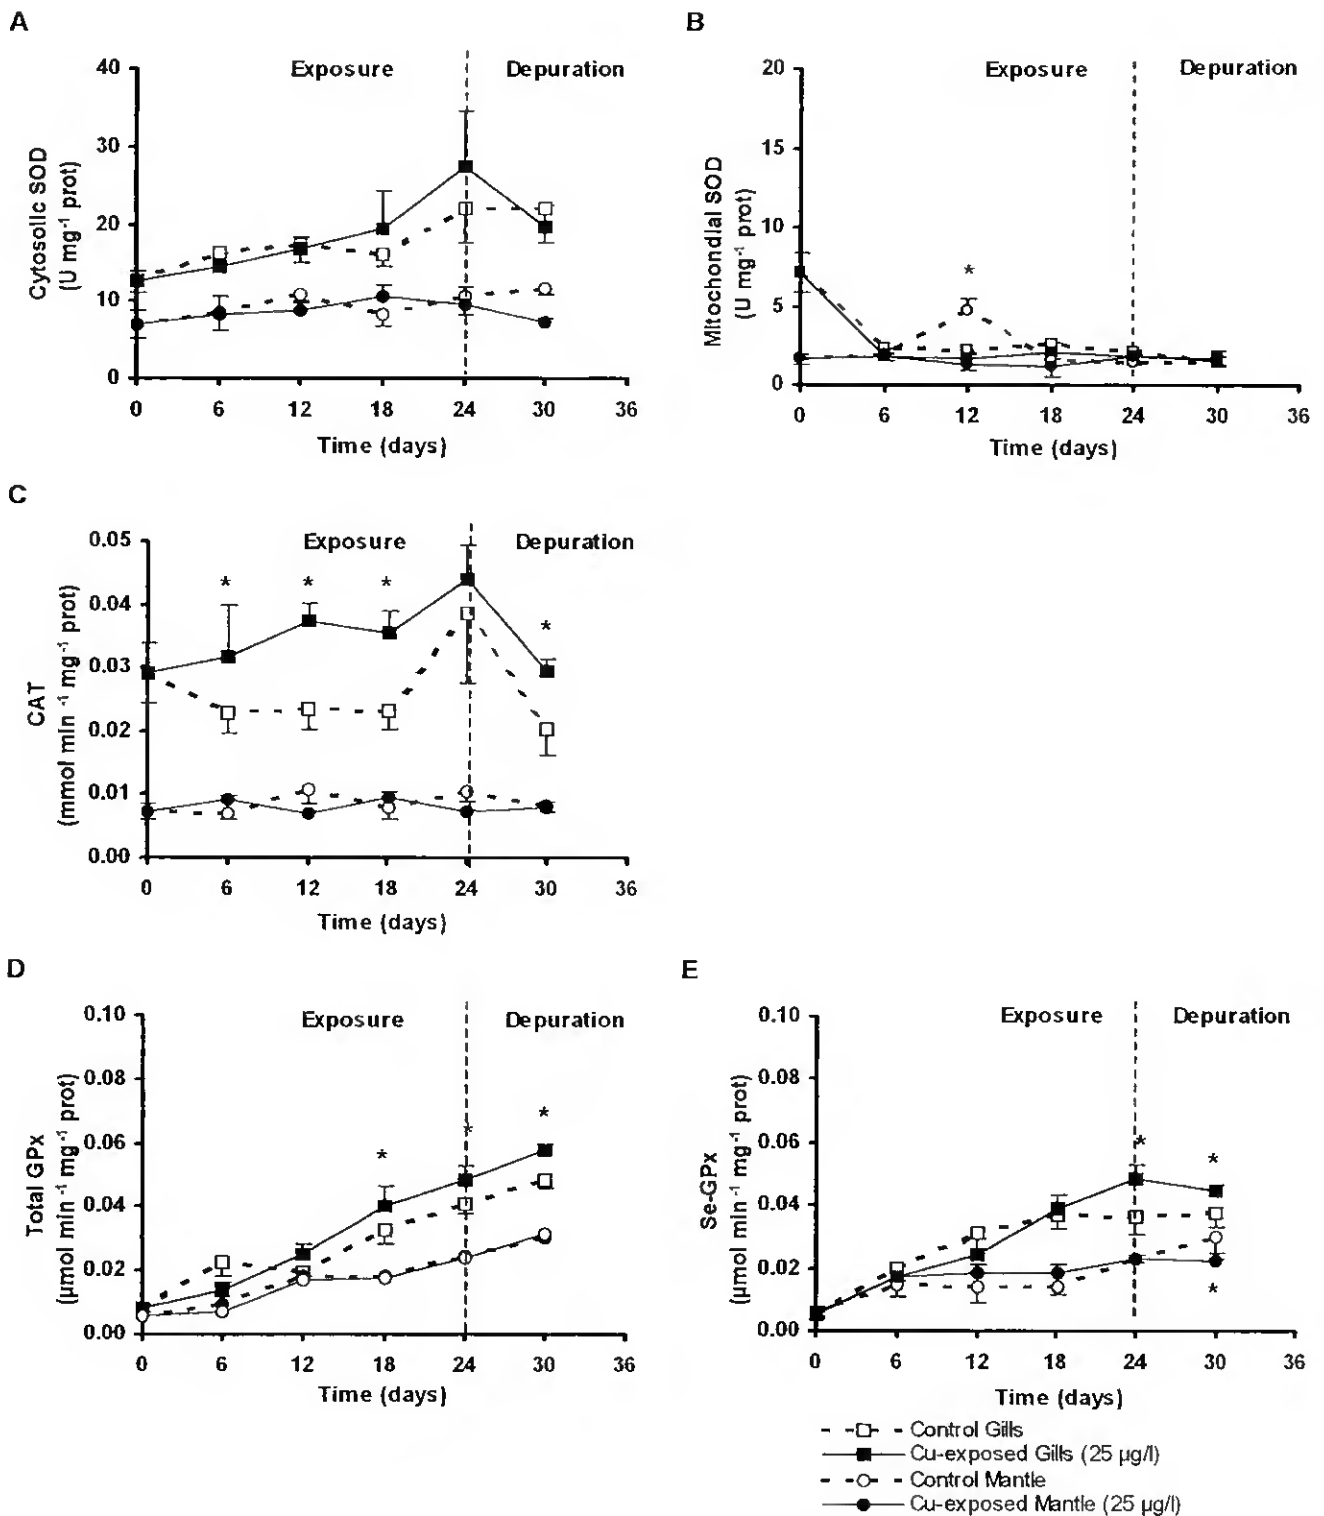 A
Exposure Depuration
Cytosolic SOD
(U mg-1 prot)
40
30
20
10
0
0 6 12 18 24 30 36
Time (days)
B
Exposure Depuration
Mitochondial SOD
(U mg-1 prot)
20
15
10
5
0
*
0 6 12 18 24 30 36
Time (days)
C
Exposure Depuration
CAT
(mmol min -1 mg-1 prot)
0.05
0.04
0.03
0.02
0.01
0.00
* * * *
0 6 12 18 24 30 36
Time (days)
D
Exposure Depuration
Total GPx
(µmol min -1 mg-1 prot)
0.10
0.08
0.06
0.04
0.02
0.00
* * *
0 6 12 18 24 30 36
Time (days)
E
Exposure Depuration
Se-GPx
(µmol min -1 mg-1 prot)
0.10
0.08
0.06
0.04
0.02
0.00
* *
*
0 6 12 18 24 30 36
Time (days)
Control Gills
Cu-exposed Gills (25 µg/l)
Control Mantle
Cu-exposed Mantle (25 µg/l)